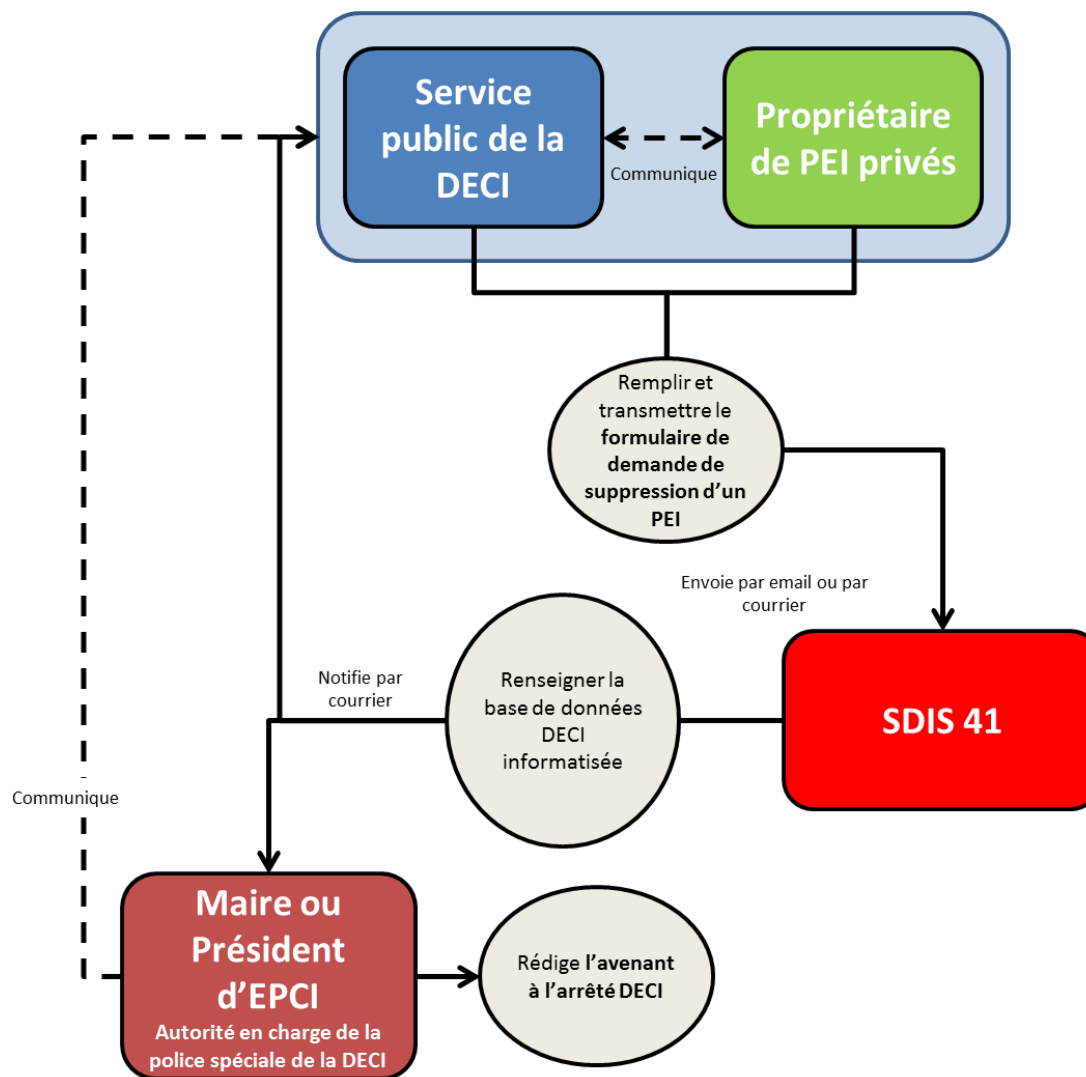 Service
public de la
DECI
Communique
Propriétaire
de PEI privés
Remplir et
transmettre le
formulaire de
demande de
suppression d’un
PEI
Envoie par email ou par
courrier
SDIS 41
Renseigner la
base de données
DECI
informatisée
Notifie par
courrier
Communique
Maire ou
Président
d’EPCI
Autorité en charge de la
police spéciale de la DECI
Rédige l’avenant
à l’arrêté DECI